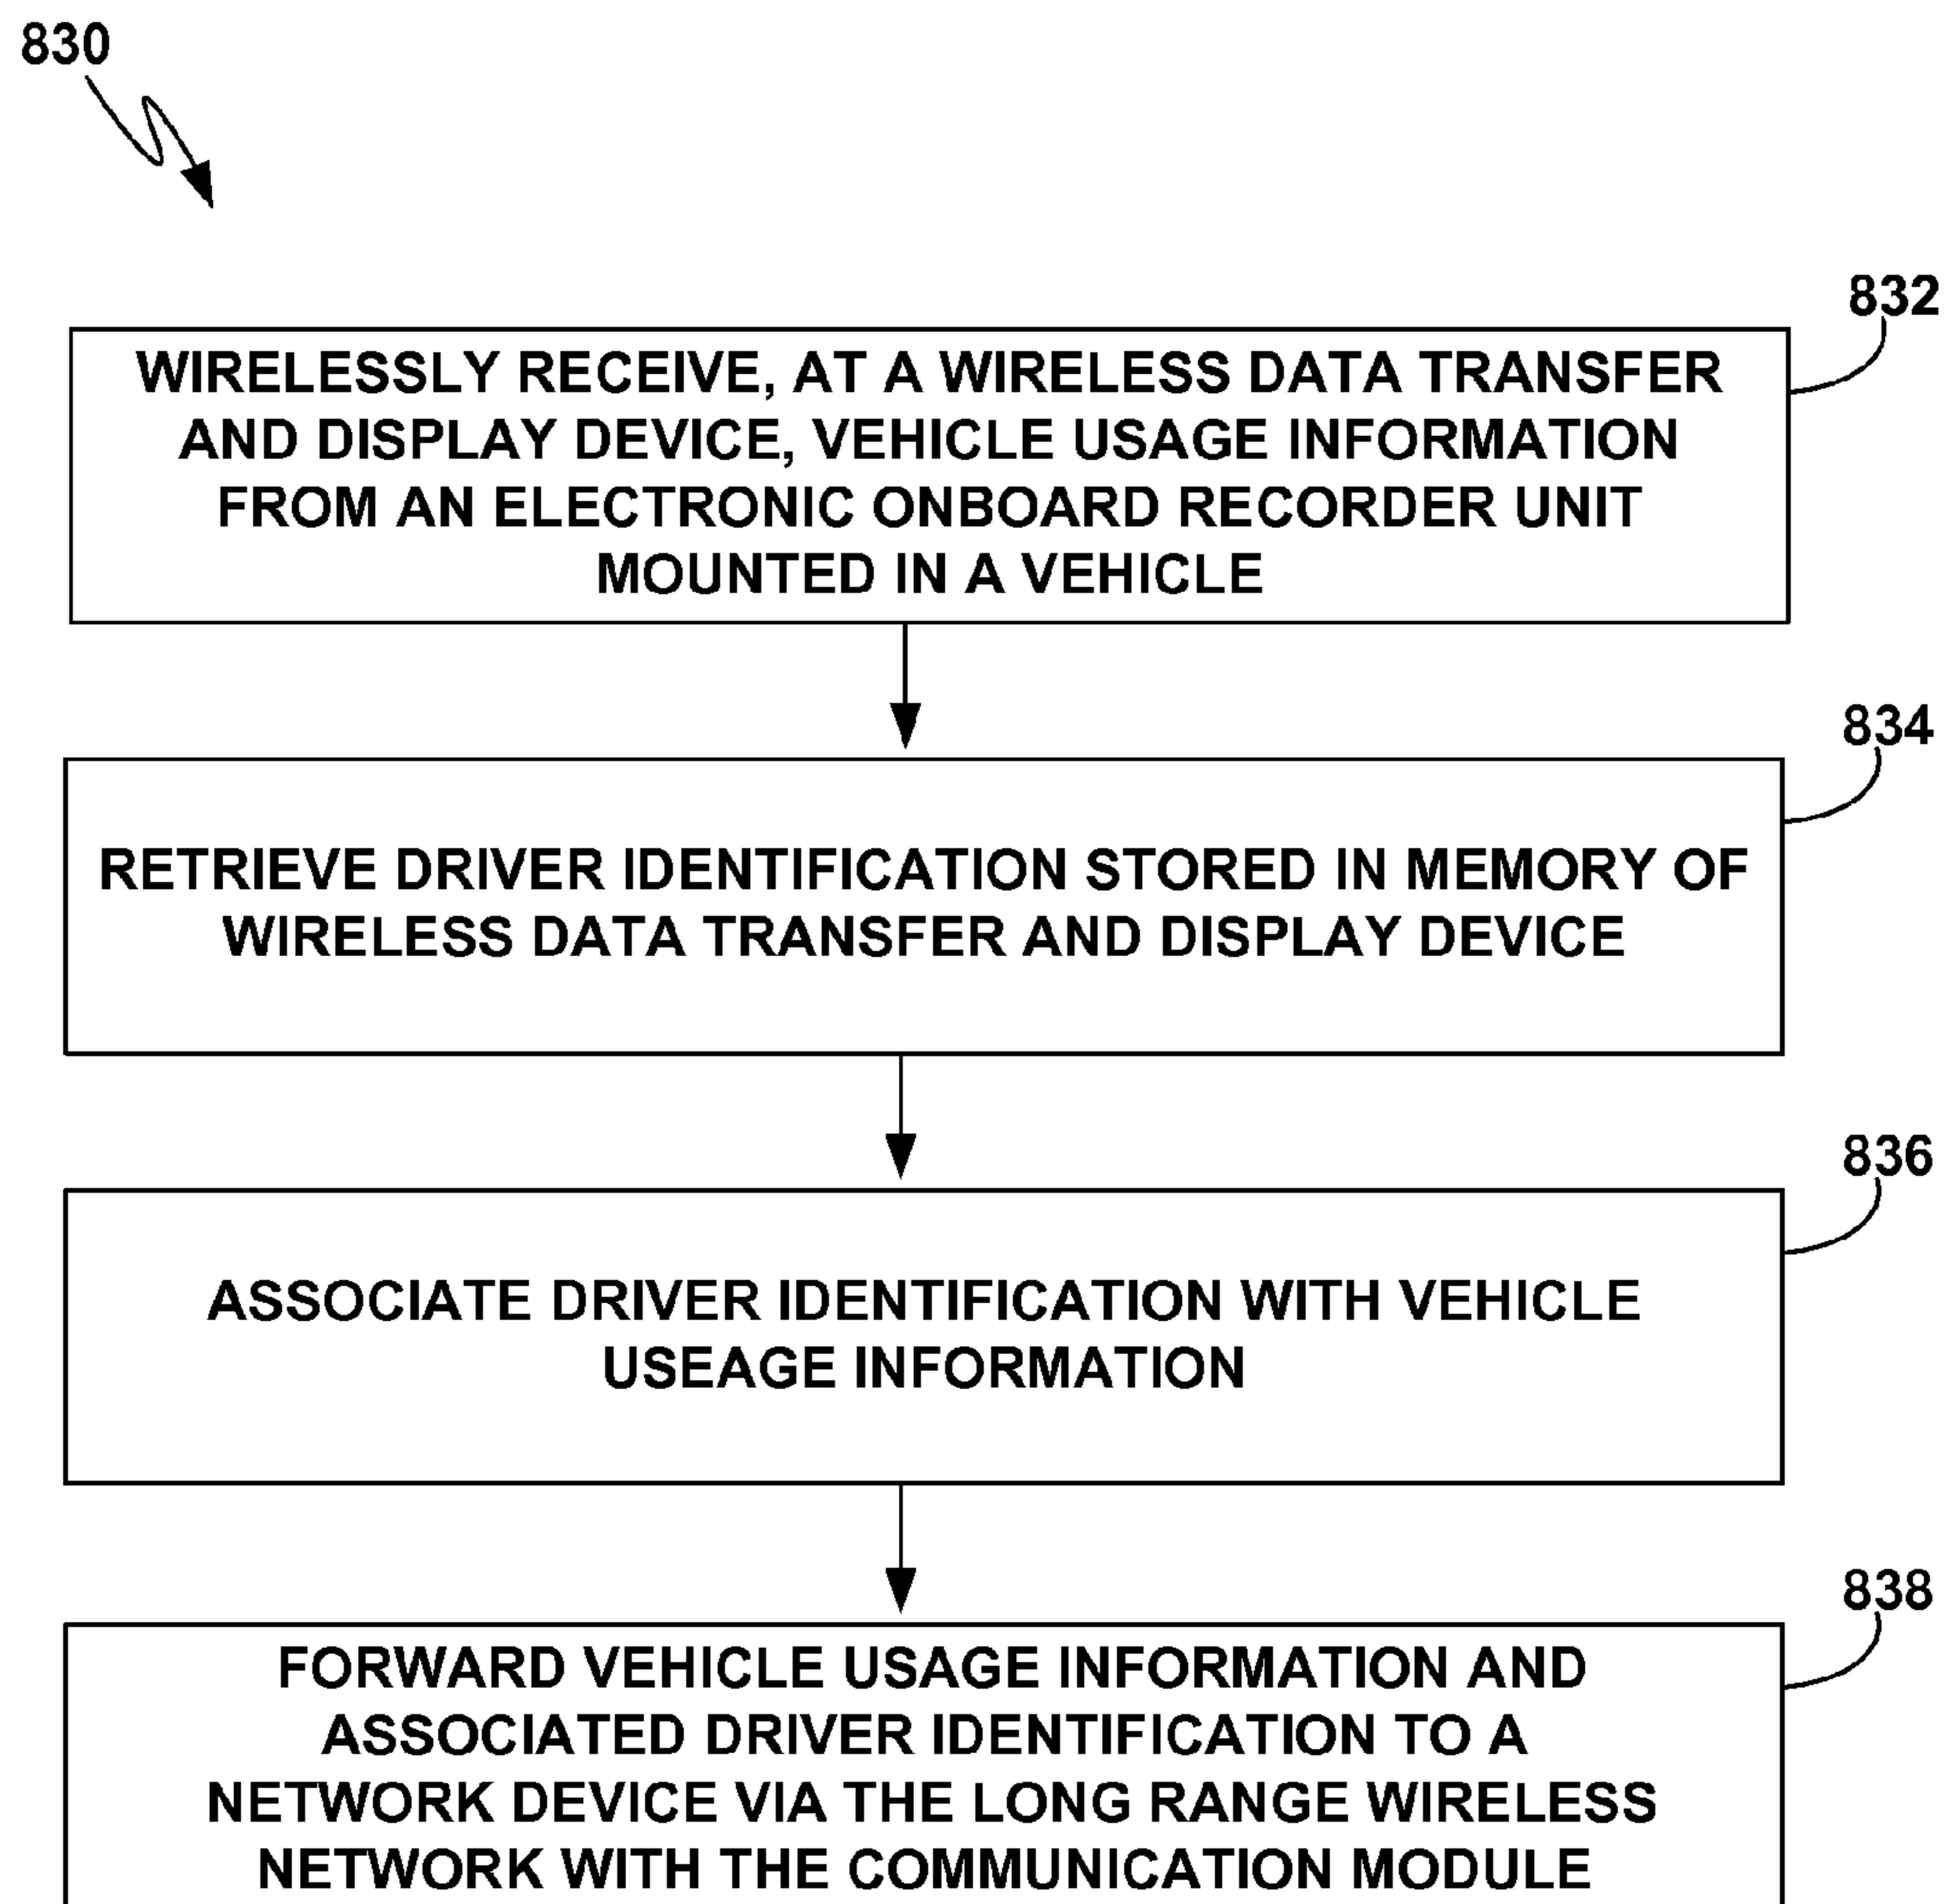 830
832
WIRELESSLY RECEIVE, AT A WIRELESS DATA TRANSFER
AND DISPLAY DEVICE, VEHICLE USAGE INFORMATION
FROM AN ELECTRONIC ONBOARD RECORDER UNIT
MOUNTED IN A VEHICLE
834
RETRIEVE DRIVER IDENTIFICATION STORED IN MEMORY OF
WIRELESS DATA TRANSFER AND DISPLAY DEVICE
836
ASSOCIATE DRIVER IDENTIFICATION WITH VEHICLE
USEAGE INFORMATION
838
FORWARD VEHICLE USAGE INFORMATION AND
ASSOCIATED DRIVER IDENTIFICATION TO A
NETWORK DEVICE VIA THE LONG RANGE WIRELESS
NETWORK WITH THE COMMUNICATION MODULE